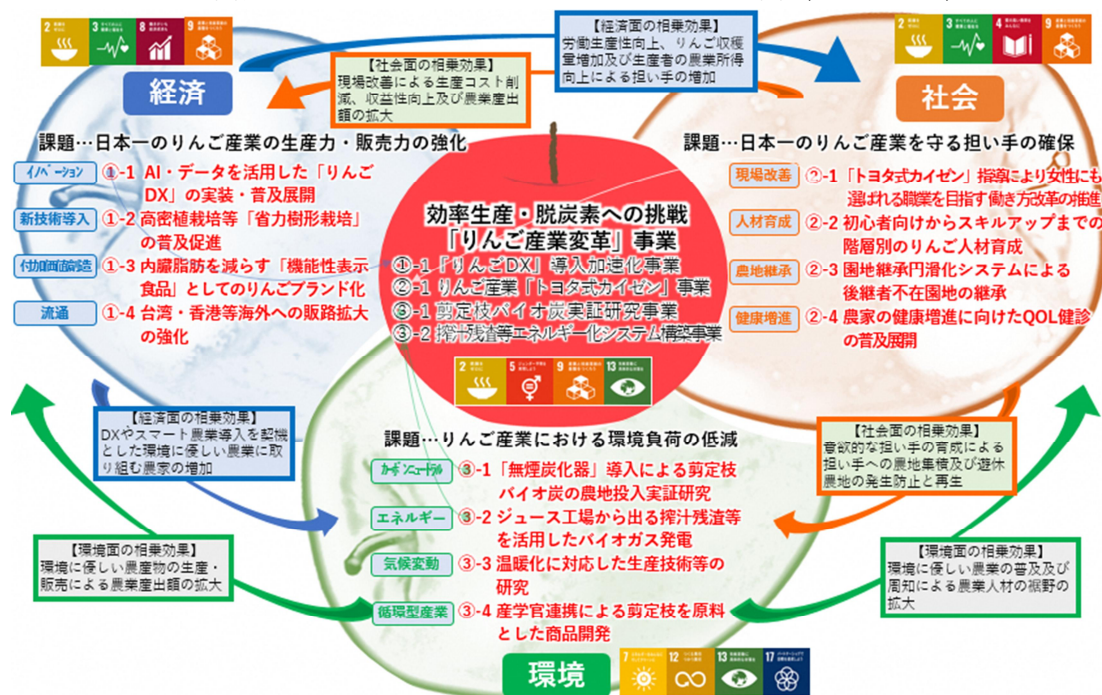 【経済面の相乗効果】
労働生産性向上、りんご収穫
量増加及び生産者の農業所得
向上による担い手の増加
【社会面の相乗効果】
現場改善による生産コスト削
減、収益性向上及び農業産出
額の拡大
経済
課題…日本一のりんご産業の生産力・販売力の強化
イノベーション ①-1 AI・データを活用した「りんご
DX」の実装・普及展開
新技術導入 ①-2 高密植栽培等「省力樹形栽培」
の普及促進
付加価値創造 ①-3 内臓脂肪を減らす「機能性表示
食品」としてのりんごブランド化
流通 ①-4 台湾・香港等海外への販路拡大
の強化
社会
課題…日本一のりんご産業を守る担い手の確保
現場改善 ②-1「トヨタ式カイゼン」指導により女性にも
選ばれる職業を目指す働き方改革の推進
人材育成 ②-2 初心者向けからスキルアップまでの
階層別のりんご人材育成
農地継承 ②-3 園地継承円滑化システムによる
後継者不在園地の継承
健康増進 ②-4 農家の健康増進に向けたQOL健診
の普及展開
効率生産・脱炭素への挑戦
「りんご産業変革」事業
①-1「りんごDX」導入加速化事業
②-1 りんご産業「トヨタ式カイゼン」事業
③-1 剪定枝バイオ炭実証研究事業
③-2 搾汁残渣等エネルギー化システム構築事業
2 5 9 13
【経済面の相乗効果】
DXやスマート農業導入を契機
とした環境に優しい農業に取
り組む農家の増加
【社会面の相乗効果】
意欲的な担い手の育成による
担い手への農地集積及び遊休
農地の発生防止と再生
課題…りんご産業における環境負荷の低減
カーボンニュートラル ③-1「無煙炭化器」導入による剪定枝
バイオ炭の農地投入実証研究
エネルギー ③-2 ジュース工場から出る搾汁残渣等
を活用したバイオガス発電
気候変動 ③-3 温暖化に対応した生産技術等の
研究
循環型産業 ③-4 産学官連携による剪定枝を原料
とした商品開発
【環境面の相乗効果】
環境に優しい農産物の生産・
販売による農業産出額の拡大
【環境面の相乗効果】
環境に優しい農業の普及及び
周知による農業人材の裾野の
拡大
環境
7 12 13 17
2 3 8 9
2 3 4 9